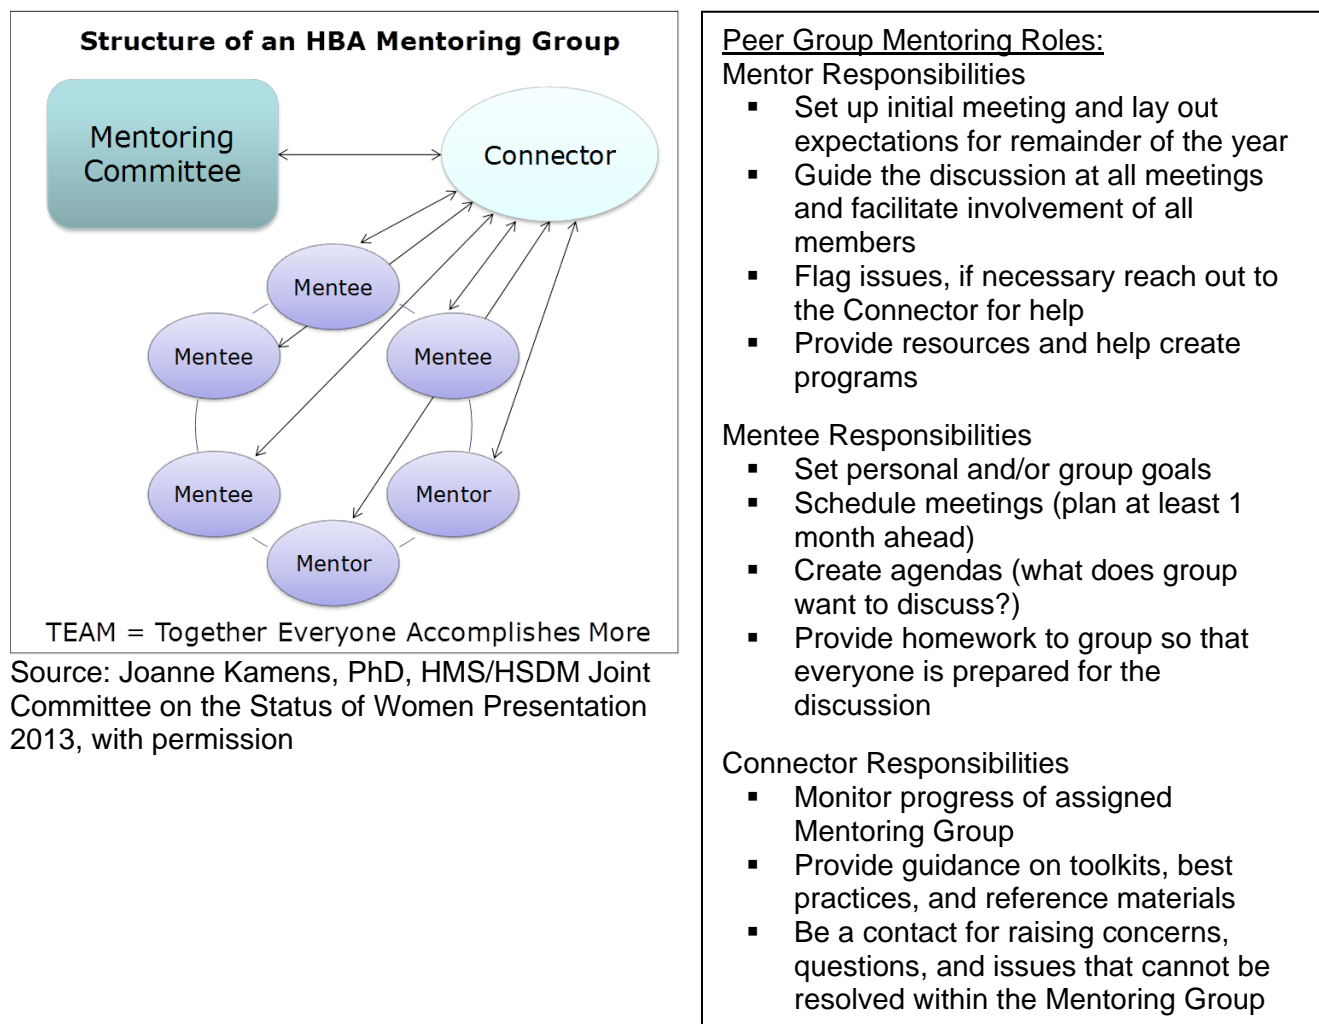 Structure of an HBA Mentoring Group
Mentoring
Committee
Connector
Mentee
Mentee
Mentee
Mentee
Mentor
Mentor
TEAM = Together Everyone Accomplishes More
Source: Joanne Kamens, PhD, HMS/HSDM Joint
Committee on the Status of Women Presentation
2013, with permission
Peer Group Mentoring Roles:
Mentor Responsibilities
▪ Set up initial meeting and lay out
expectations for remainder of the year
▪ Guide the discussion at all meetings
and facilitate involvement of all
members
▪ Flag issues, if necessary reach out to
the Connector for help
▪ Provide resources and help create
programs
Mentee Responsibilities
▪ Set personal and/or group goals
▪ Schedule meetings (plan at least 1
month ahead)
▪ Create agendas (what does group
want to discuss?)
▪ Provide homework to group so that
everyone is prepared for the
discussion
Connector Responsibilities
▪ Monitor progress of assigned
Mentoring Group
▪ Provide guidance on toolkits, best
practices, and reference materials
▪ Be a contact for raising concerns,
questions, and issues that cannot be
resolved within the Mentoring Group